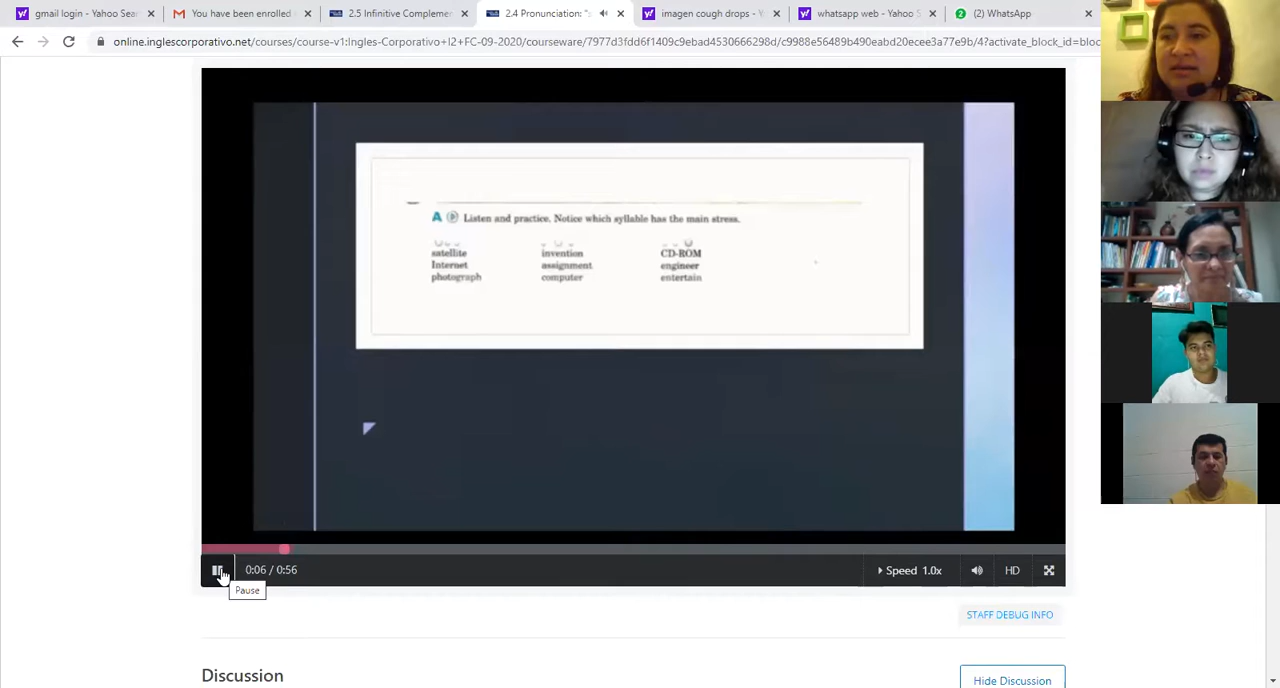 gmail login - Yahoo Sear
You have been enrolled i
2.5 Infinitive Complemen
2.4 Pronunciation: "s
imagen cough drops - Y
whatsapp web - Yahoo S
(2) WhatsApp
online.inglescorporativo.net/courses/course-v1:Ingles-Corporativo+I2+FC-09-2020/courseware/7977d3fdd6f1409c9ebad4530666298d/c9988e56489b490eabd20ecee3a77e9b/4?activate_block_id=bloc
A Listen and practice. Notice which syllable has the main stress.
satellite invention CD-ROM
Internet assignment engineer
photograph computer entertain
0:06 / 0:56
Speed 1.0x
HD
Pause
STAFF DEBUG INFO
Discussion
Hide Discussion